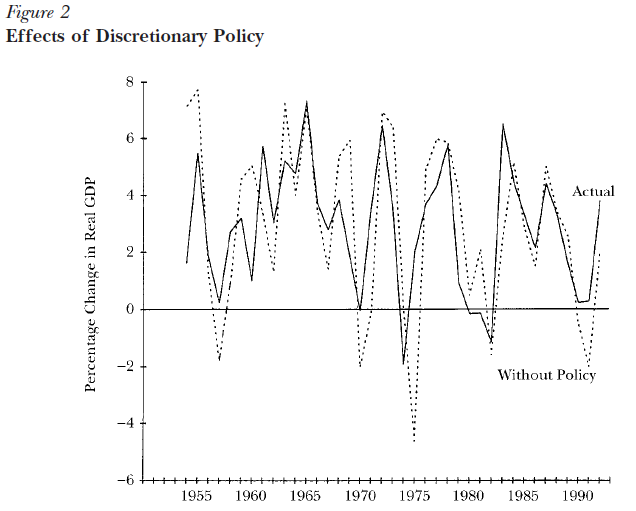 Figure 2
Effects of Discretionary Policy
Percentage Change in Real GDP
8
6
4
2
0
−2
−4
−6
Actual
Without Policy
1955 1960 1965 1970 1975 1980 1985 1990